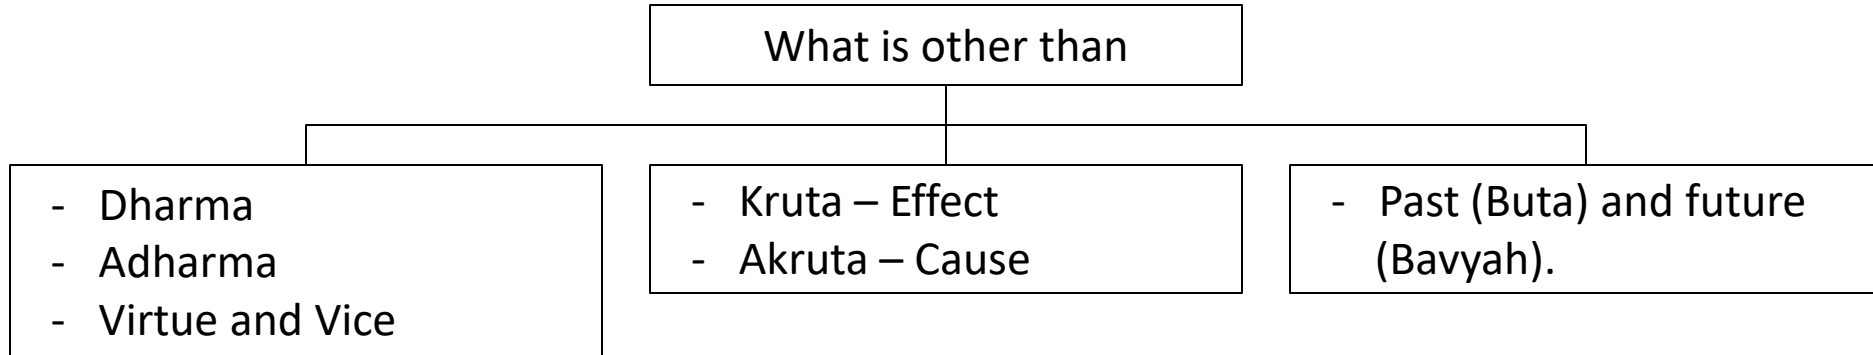 What is other than
- Dharma
- Adharma
- Virtue and Vice
- Kruta – Effect
- Akruta – Cause
- Past (Buta) and future
(Bavyah).